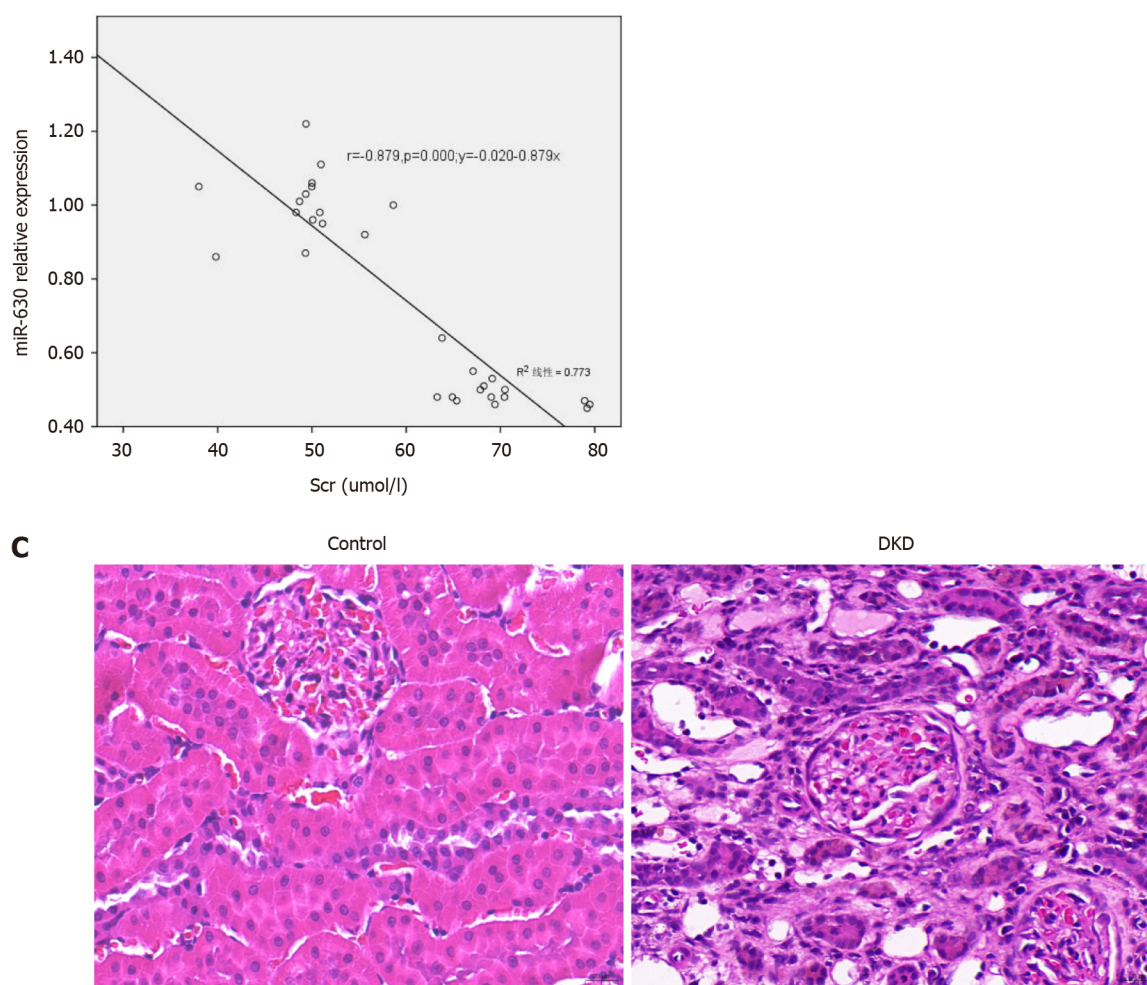 1.40
1.20
1.00
0.80
0.60
0.40
miR-630 relative expression
r=-0.879,p=0.000;y=-0.020-0.879x
R² 线性 = 0.773
30 40 50 60 70 80
Scr (umol/l)
C
Control DKD